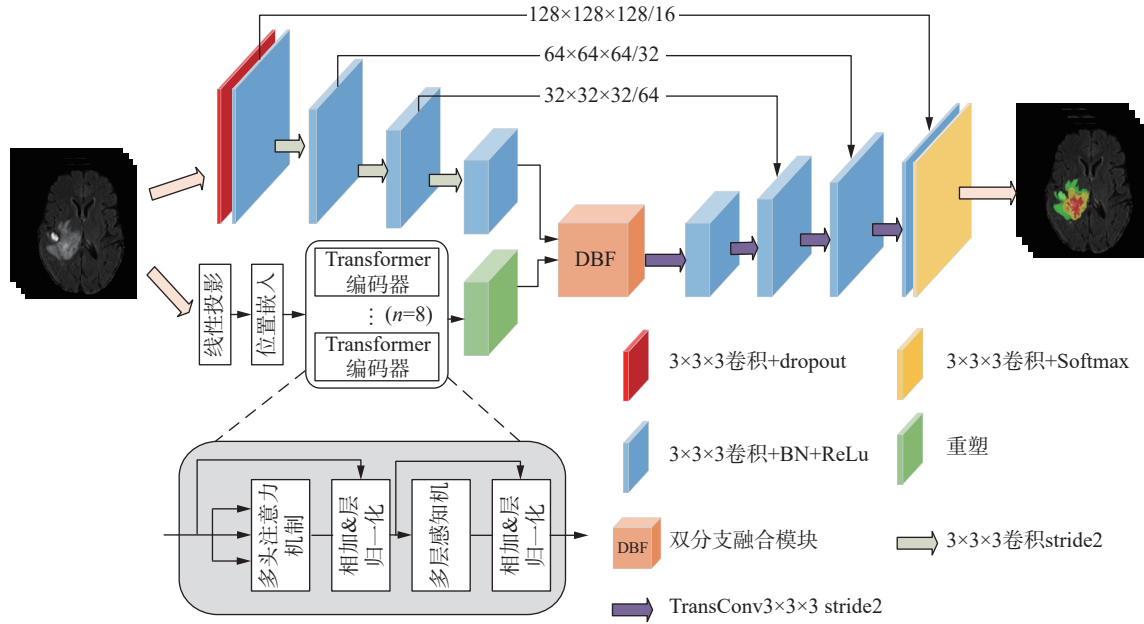 128×128×128/16
64×64×64/32
32×32×32/64
线性投影
位置嵌入
Transformer
编码器
⋮ (n=8)
Transformer
编码器
DBF
3×3×3卷积+dropout
3×3×3卷积+Softmax
3×3×3卷积+BN+ReLu
重塑
DBF
双分支融合模块
3×3×3卷积stride2
TransConv3×3×3 stride2
多头注意力
机制
相加&层
归一化
多层感知机
相加&层
归一化